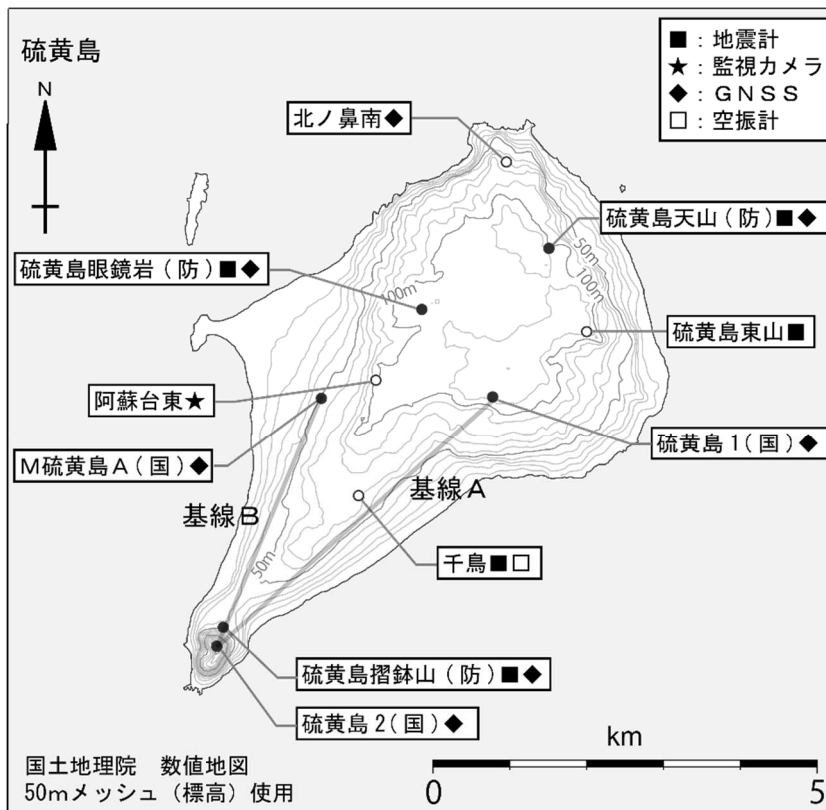 硫黄島
N
■：地震計
★：監視カメラ
◆：ＧＮＳＳ
□：空振計
北ノ鼻南◆
硫黄島天山(防)■◆
50m
100m
硫黄島眼鏡岩(防)■◆
100m
硫黄島東山■
阿蘇台東★
硫黄島1(国)◆
M硫黄島A(国)◆
基線A
基線B
千鳥■□
50m
硫黄島摺鉢山(防)■◆
硫黄島2(国)◆
国土地理院　数値地図
50mメッシュ（標高）使用
km
0
5